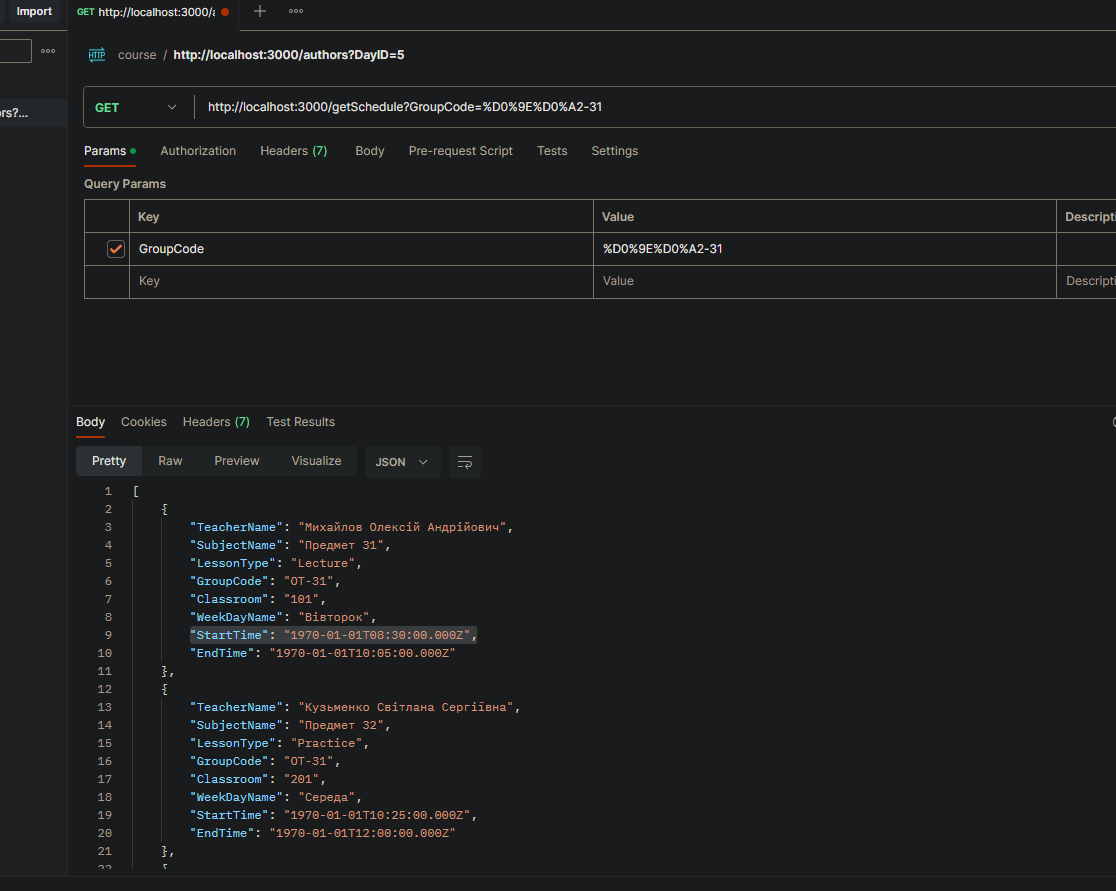 Import
GET http://localhost:3000/a
course / http://localhost:3000/authors?DayID=5
ors?...
GET http://localhost:3000/getSchedule?GroupCode=%D0%9E%D0%A2-31
Params Authorization Headers (7) Body Pre-request Script Tests Settings
Query Params
Key Value Descripti
GroupCode %D0%9E%D0%A2-31
Key Value Descripti
Body Cookies Headers (7) Test Results
Pretty Raw Preview Visualize JSON
1 [
2 {
3 "TeacherName": "Михайлов Олексій Андрійович",
4 "SubjectName": "Предмет 31",
5 "LessonType": "Lecture",
6 "GroupCode": "ОТ-31",
7 "Classroom": "101",
8 "WeekDayName": "Вівторок",
9 "StartTime": "1970-01-01T08:30:00.000Z",
10 "EndTime": "1970-01-01T10:05:00.000Z"
11 },
12 {
13 "TeacherName": "Кузьменко Світлана Сергіївна",
14 "SubjectName": "Предмет 32",
15 "LessonType": "Practice",
16 "GroupCode": "ОТ-31",
17 "Classroom": "201",
18 "WeekDayName": "Середа",
19 "StartTime": "1970-01-01T10:25:00.000Z",
20 "EndTime": "1970-01-01T12:00:00.000Z"
21 },
22 {